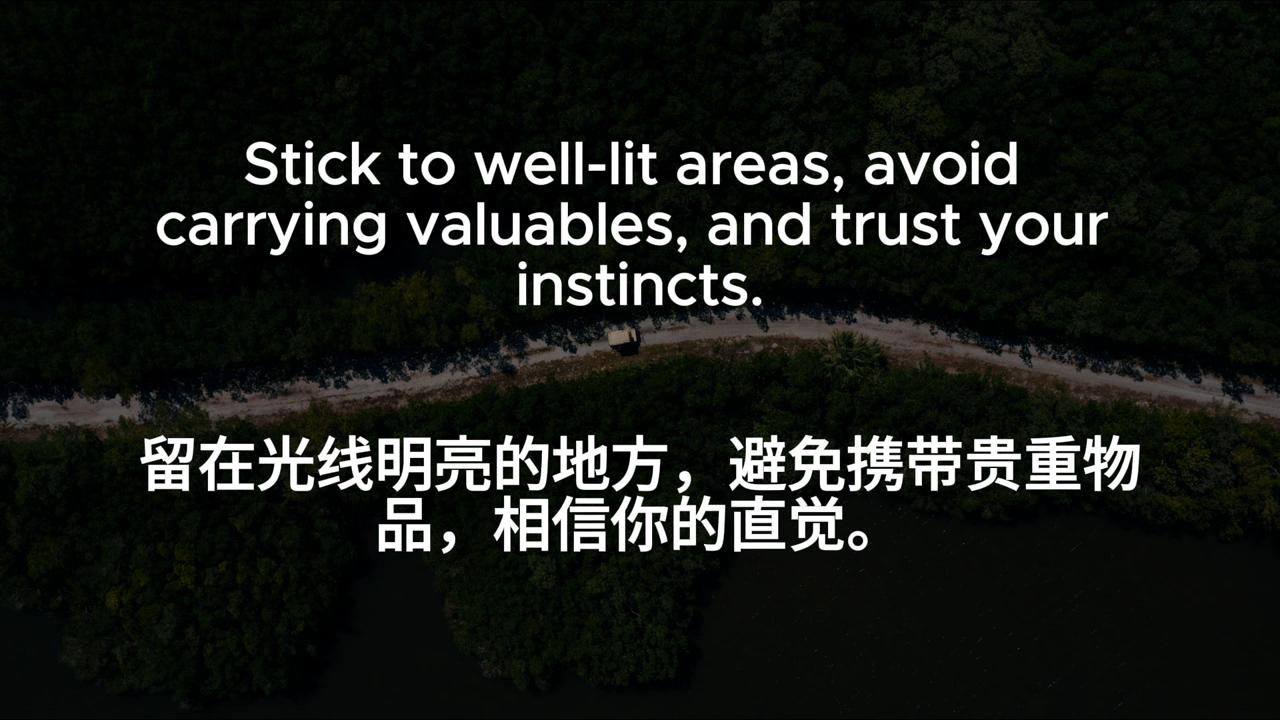 Stick to well-lit areas, avoid
carrying valuables, and trust your
instincts.
留在光线明亮的地方，避免携带贵重物
品，相信你的直觉。